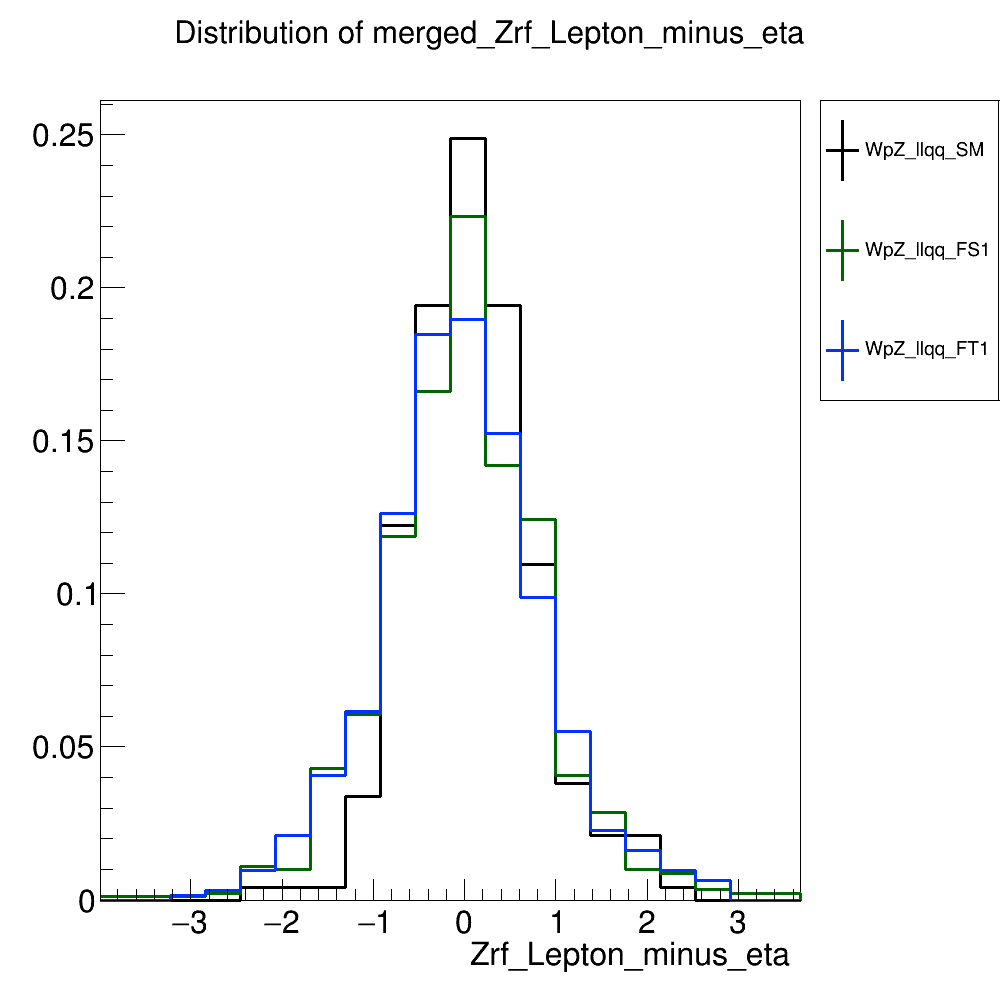 Distribution of merged_Zrf_Lepton_minus_eta
WpZ_llqq_SM
WpZ_llqq_FS1
WpZ_llqq_FT1
0.25
0.2
0.15
0.1
0.05
0
−3 −2 −1 0 1 2 3
Zrf_Lepton_minus_eta